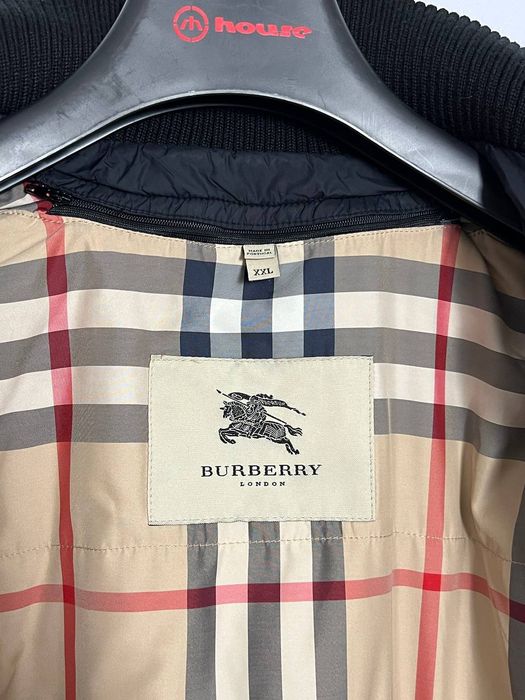 house
MADE IN
PORTUGAL
XXL
BURBERRY
LONDON